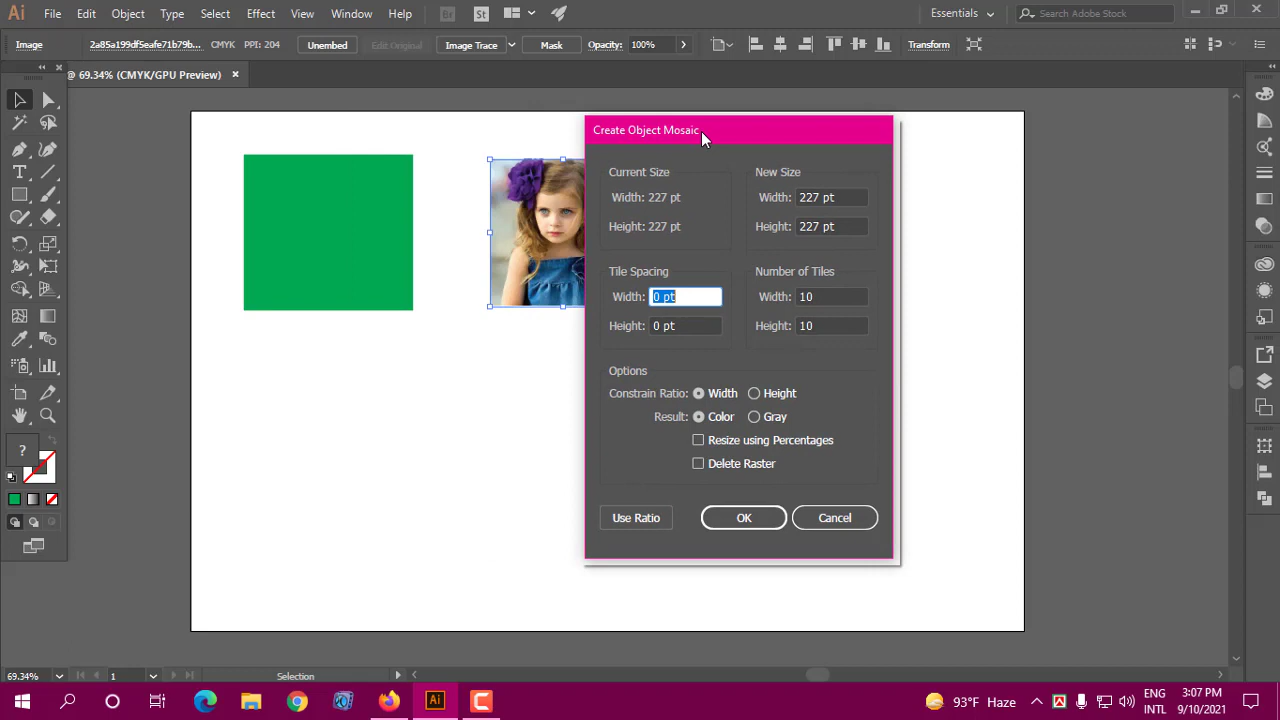 Ai File Edit Object Type Select Effect View Window Help Br St Essentials Search Adobe Stock
Image 2a85a199df5eafe71b79b... CMYK PPI: 204 Unembed Edit Original Image Trace Mask Opacity: 100% Transform
@ 69.34% (CMYK/GPU Preview)
Create Object Mosaic
Current Size
Width: 227 pt
Height: 227 pt
New Size
Width: 227 pt
Height: 227 pt
Tile Spacing
Width: 0 pt
Height: 0 pt
Number of Tiles
Width: 10
Height: 10
Options
Constrain Ratio: Width Height
Result: Color Gray
Resize using Percentages
Delete Raster
Use Ratio OK Cancel
?
69.34% 1 Selection
Ai 93°F Haze ENG INTL 3:07 PM 9/10/2021